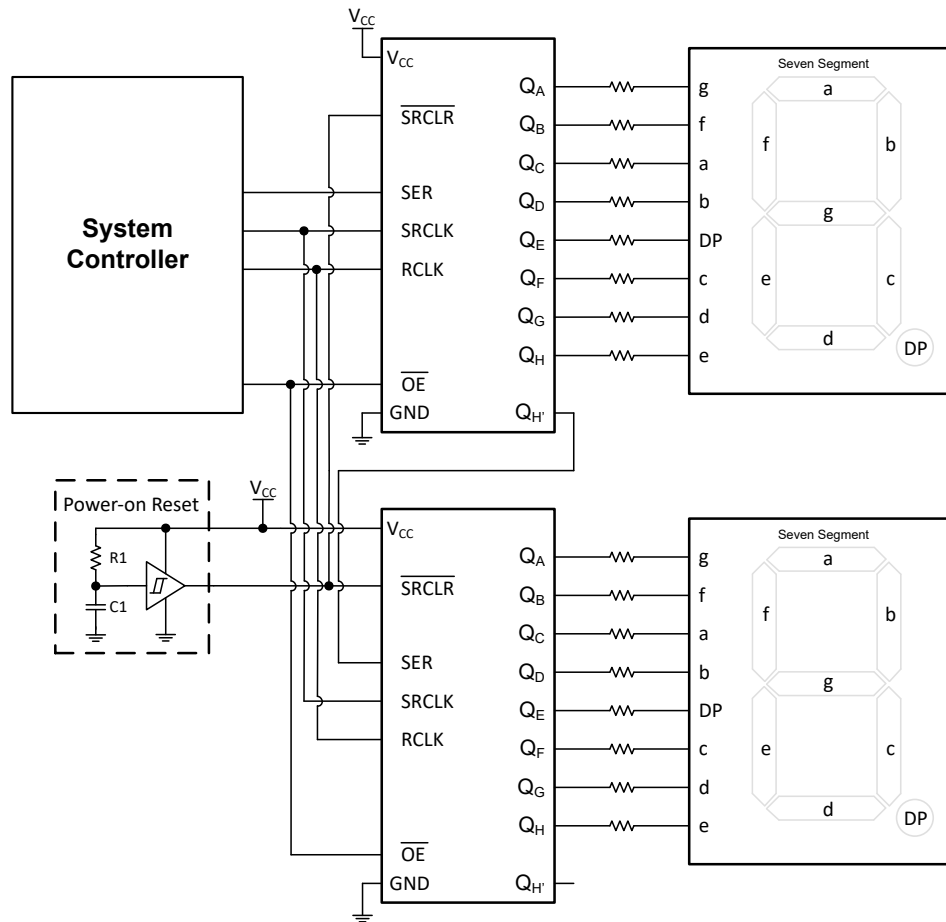 V_CC
System
Controller
V_CC
SRCLR
SER
SRCLK
RCLK
OE
GND
Q_A
Q_B
Q_C
Q_D
Q_E
Q_F
Q_G
Q_H
Q_H'
g
f
a
b
DP
c
d
e
Seven Segment
a
f
b
g
e
c
d
DP
Power-on Reset
R1
C1
V_CC
V_CC
SRCLR
SER
SRCLK
RCLK
OE
GND
Q_A
Q_B
Q_C
Q_D
Q_E
Q_F
Q_G
Q_H
Q_H'
g
f
a
b
DP
c
d
e
Seven Segment
a
f
b
g
e
c
d
DP